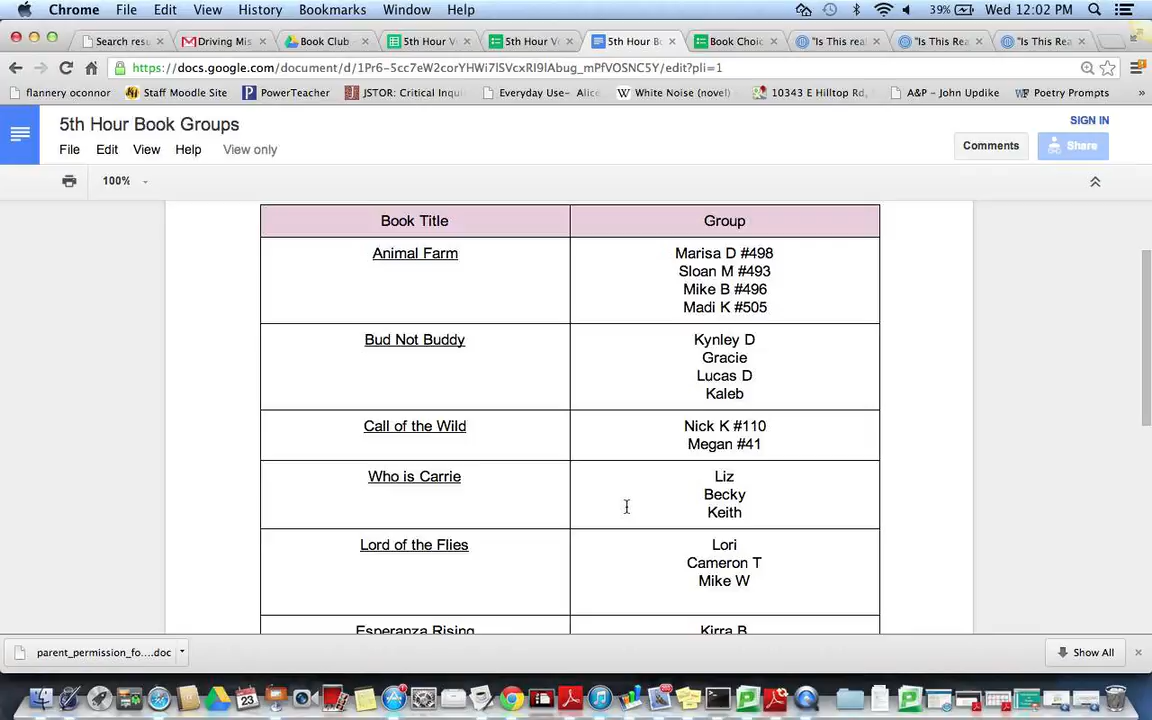 Chrome File Edit View History Bookmarks Window Help 39% Wed 12:02 PM
Search resu Driving Mis Book Club 5th Hour V 5th Hour V 5th Hour B Book Choic "Is This rea "Is This Rea "Is This Rea
https://docs.google.com/document/d/1Pr6-5cc7eW2corYHWi7lSVcxRI9lAbug_mPfVOSNC5Y/edit?pli=1
flannery oconnor Staff Moodle Site PowerTeacher JSTOR: Critical Inqu Everyday Use- Alice White Noise (novel) 10343 E Hilltop Rd, A&P - John Updike Poetry Prompts »
5th Hour Book Groups
SIGN IN
File Edit View Help View only
Comments Share
100%
Book Title Group
Animal Farm
Marisa D #498
Sloan M #493
Mike B #496
Madi K #505
Bud Not Buddy
Kynley D
Gracie
Lucas D
Kaleb
Call of the Wild
Nick K #110
Megan #41
Who is Carrie
Liz
Becky
Keith
Lord of the Flies
Lori
Cameron T
Mike W
Esperanza Rising
Kirra B
parent_permission_fo....doc
Show All
23